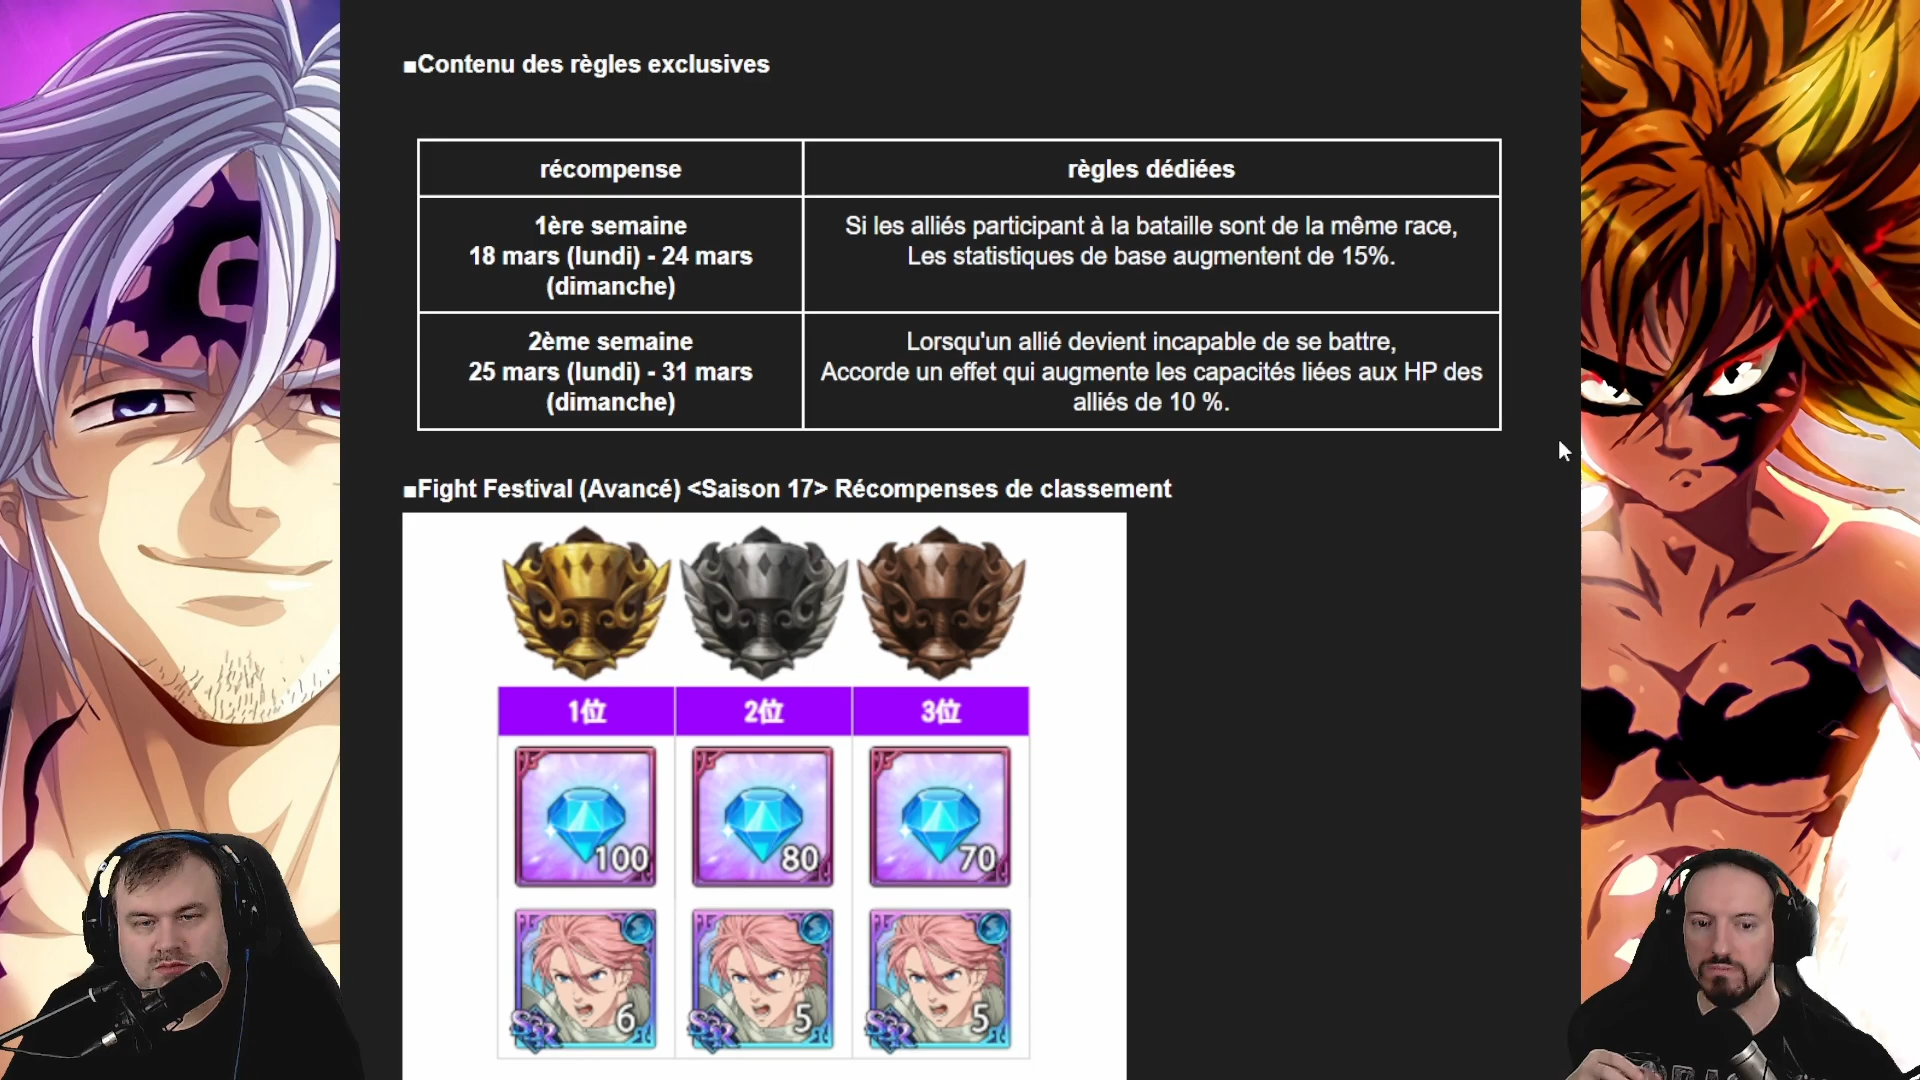 ■Contenu des règles exclusives
récompense
règles dédiées
1ère semaine
18 mars (lundi) - 24 mars
(dimanche)
Si les alliés participant à la bataille sont de la même race,
Les statistiques de base augmentent de 15%.
2ème semaine
25 mars (lundi) - 31 mars
(dimanche)
Lorsqu'un allié devient incapable de se battre,
Accorde un effet qui augmente les capacités liées aux HP des
alliés de 10 %.
■Fight Festival (Avancé) <Saison 17> Récompenses de classement
1位
2位
3位
100
80
70
SSR
6
SSR
5
SSR
5